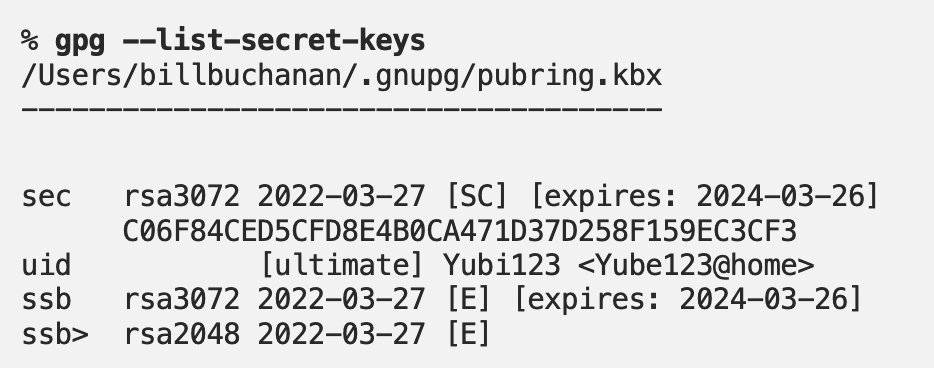 % gpg --list-secret-keys
/Users/billbuchanan/.gnupg/pubring.kbx
--------------------------------------
sec   rsa3072 2022-03-27 [SC] [expires: 2024-03-26]
      C06F84CED5CFD8E4B0CA471D37D258F159EC3CF3
uid           [ultimate] Yubi123 <Yube123@home>
ssb   rsa3072 2022-03-27 [E] [expires: 2024-03-26]
ssb>  rsa2048 2022-03-27 [E]